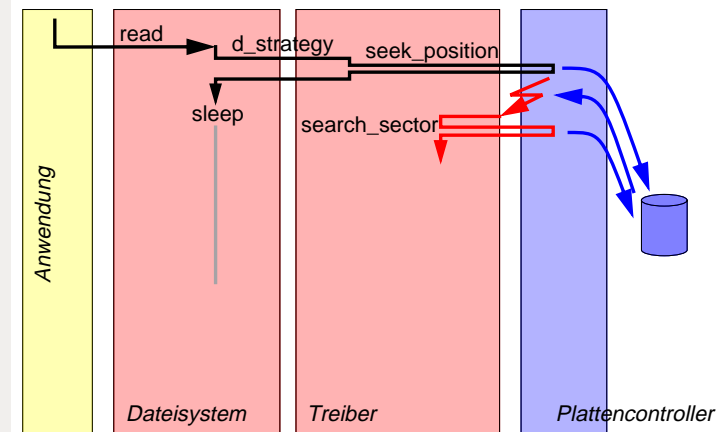 read
d_strategy
seek_position
sleep
search_sector
Anwendung
Dateisystem
Treiber
Plattencontroller